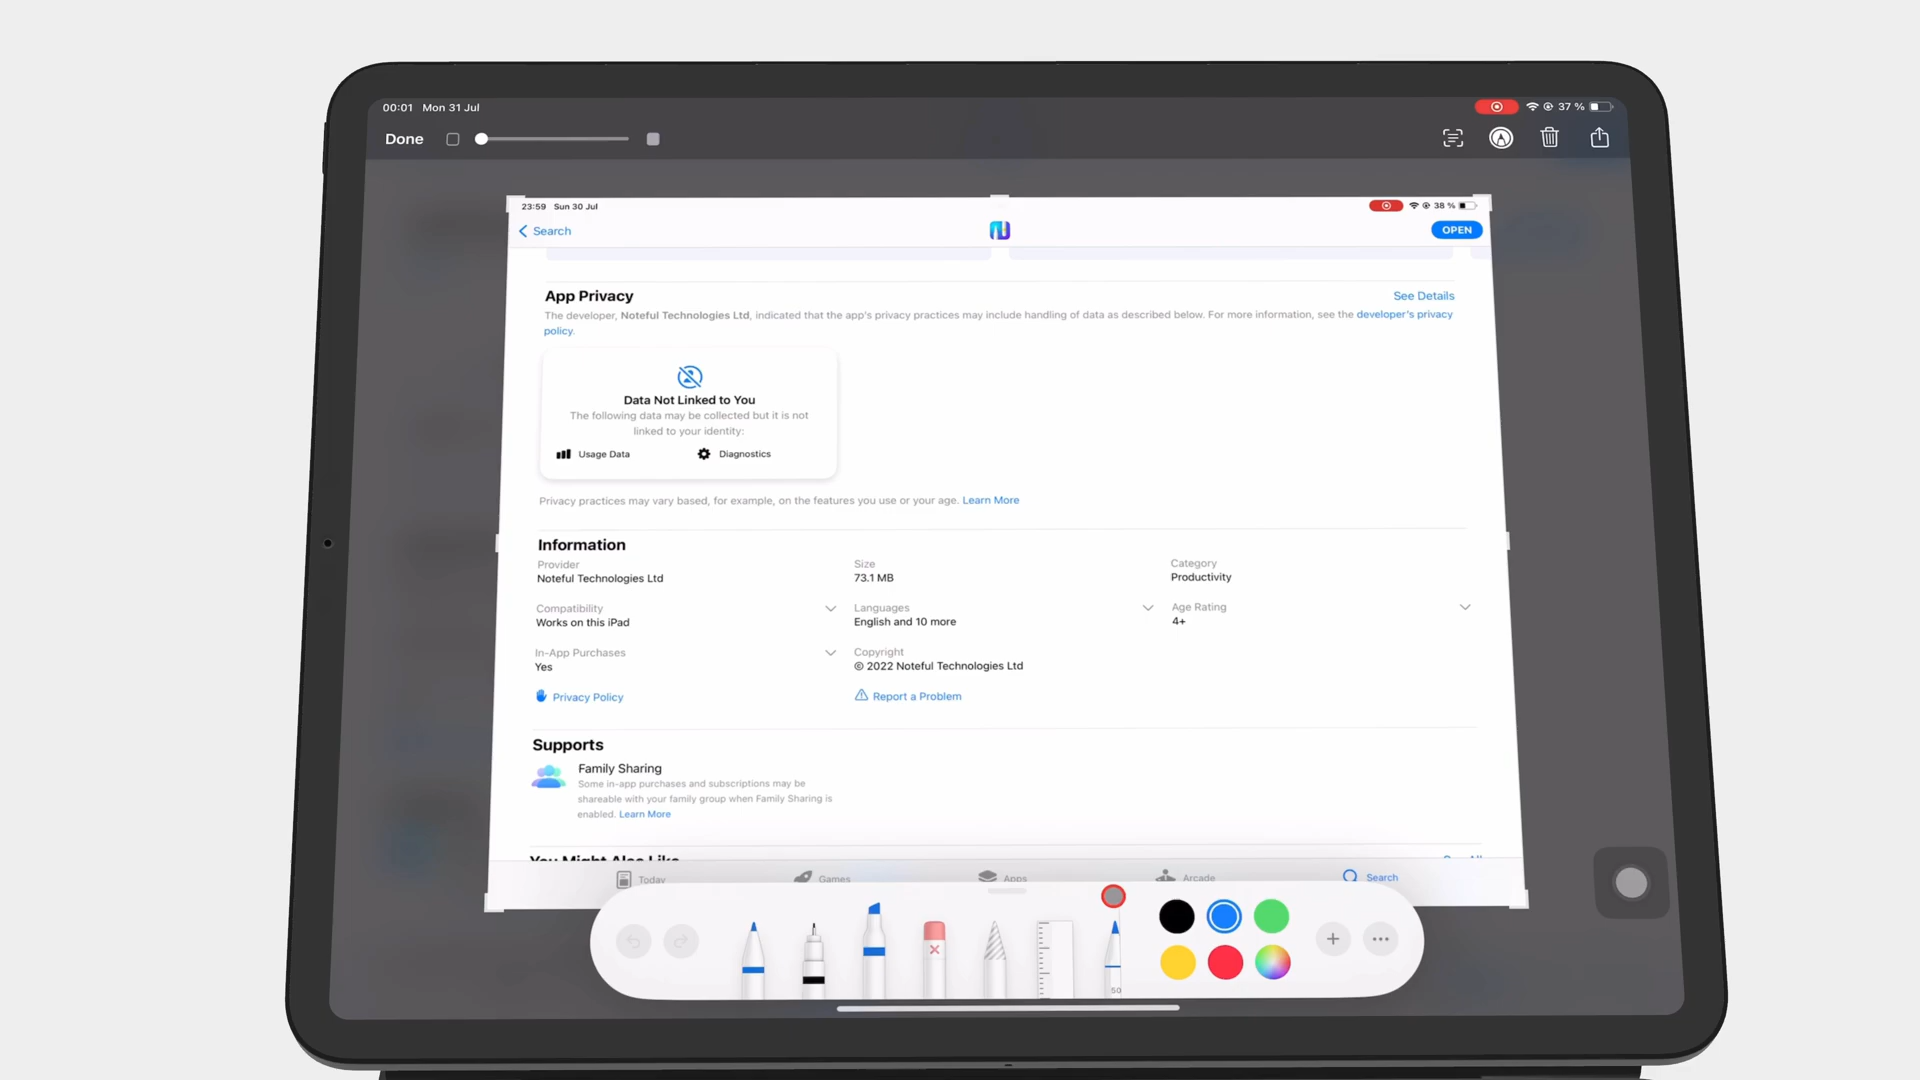 00:01 Mon 31 Jul
37 %
Done
23:59 Sun 30 Jul
38 %
Search
OPEN
App Privacy
See Details
The developer, Noteful Technologies Ltd, indicated that the app's privacy practices may include handling of data as described below. For more information, see the developer's privacy
policy.
Data Not Linked to You
The following data may be collected but it is not
linked to your identity:
Usage Data
Diagnostics
Privacy practices may vary based, for example, on the features you use or your age. Learn More
Information
Provider
Noteful Technologies Ltd
Size
73.1 MB
Category
Productivity
Compatibility
Works on this iPad
Languages
English and 10 more
Age Rating
4+
In-App Purchases
Yes
Copyright
© 2022 Noteful Technologies Ltd
Privacy Policy
Report a Problem
Supports
Family Sharing
Some in-app purchases and subscriptions may be
shareable with your family group when Family Sharing is
enabled. Learn More
You Might Also Like
Today
Games
Apps
Arcade
Search
50